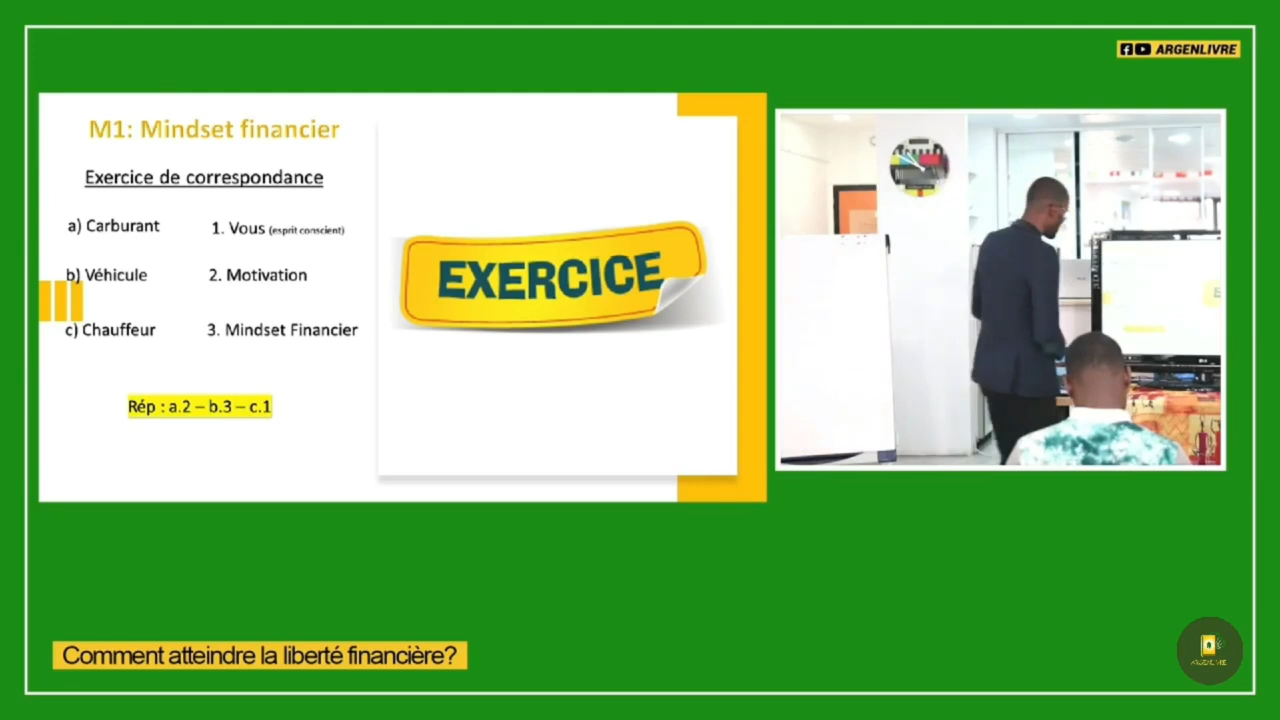 ARGENLIVRE
M1: Mindset financier
Exercice de correspondance
a) Carburant 1. Vous (esprit conscient)
b) Véhicule 2. Motivation
c) Chauffeur 3. Mindset Financier
Rép : a.2 – b.3 – c.1
EXERCICE
Comment atteindre la liberté financière?
ARGENLIVRE